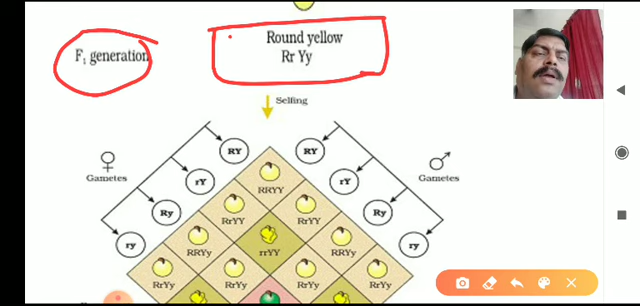 Round yellow
F1 generation
Rr Yy
Selfing
♀
Gametes
RY
RY
♂
Gametes
rY
rY
Ry
Ry
ry
ry
RRYY
RrYY
RrYY
RRYy
rrYY
RRYy
RrYy
RrYy